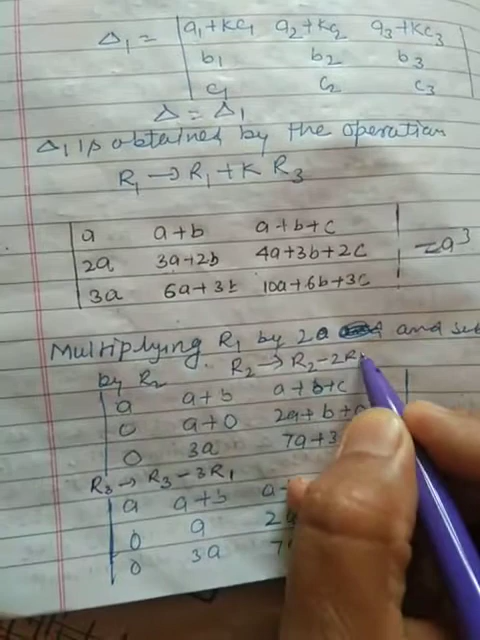 Δ₁ = | a₁+Kc₁ a₂+Kc₂ a₃+Kc₃ |
| b₁ b₂ b₃ |
| c₁ c₂ c₃ |
Δ = Δ₁
Δ₁ is obtained by the operation
R₁ → R₁ + K R₃
| a a+b a+b+c |
| 2a 3a+2b 4a+3b+2c | = a³
| 3a 6a+3b 10a+6b+3c |
Multiplying R₁ by 2a and
by R₂ R₂ → R₂ - 2R
| a a+b a+b+c |
| 0 a+0 2a+b+
| 0 3a 7a+3
R₃ → R₃ - 3R₁
| a a+b a
| 0 a 2
| 0 3a 7